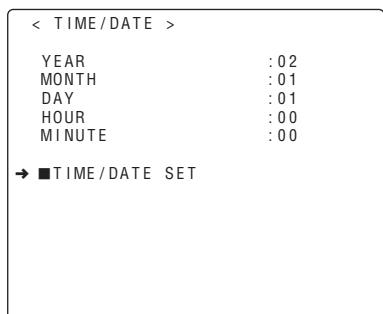 < TIME/DATE >
YEAR :02
MONTH :01
DAY :01
HOUR :00
MINUTE :00
➔ ■TIME/DATE SET